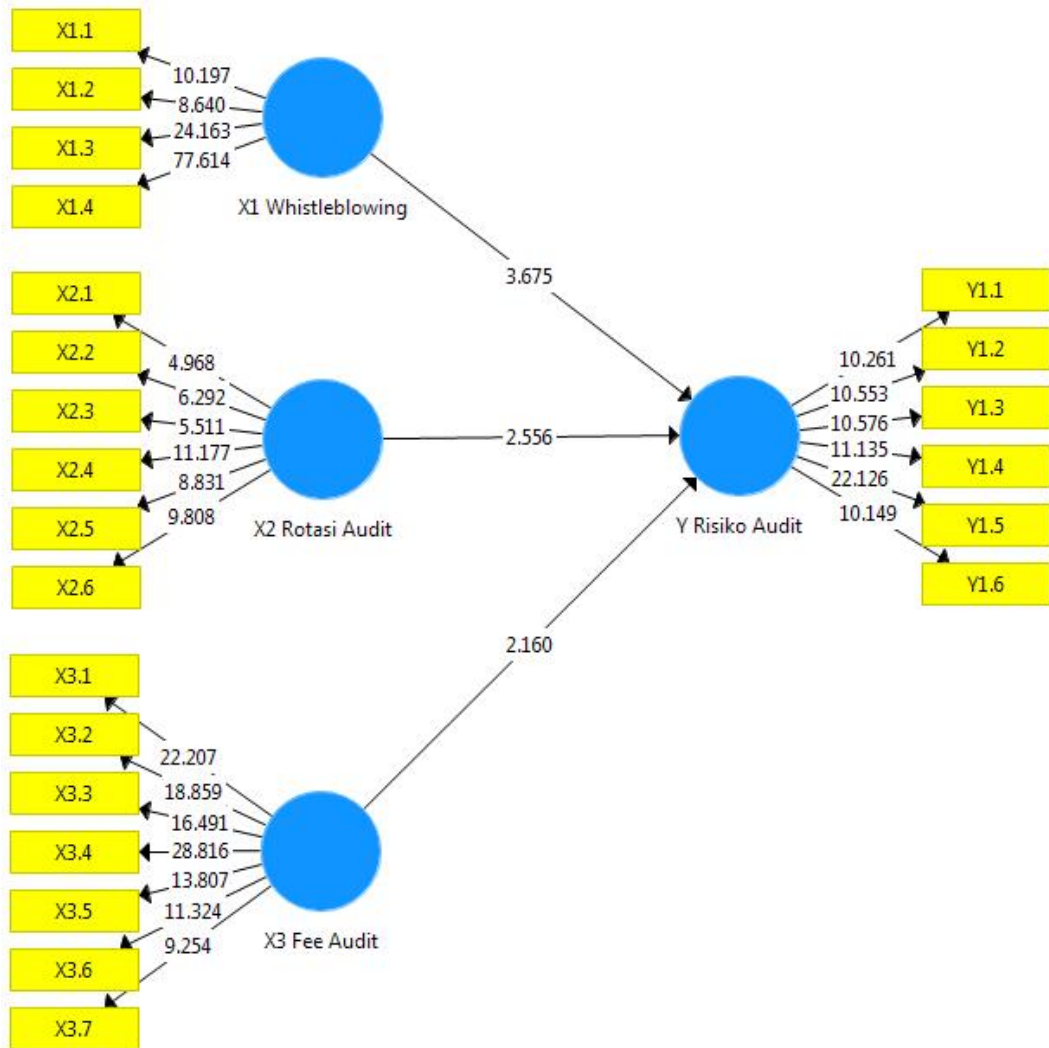 X1.1
X1.2
X1.3
X1.4
10.197
8.640
24.163
77.614
X1 Whistleblowing
3.675
X2.1
X2.2
X2.3
X2.4
X2.5
X2.6
4.968
6.292
5.511
11.177
8.831
9.808
X2 Rotasi Audit
2.556
X3.1
X3.2
X3.3
X3.4
X3.5
X3.6
X3.7
22.207
18.859
16.491
28.816
13.807
11.324
9.254
X3 Fee Audit
2.160
Y Risiko Audit
10.261
10.553
10.576
11.135
22.126
10.149
Y1.1
Y1.2
Y1.3
Y1.4
Y1.5
Y1.6